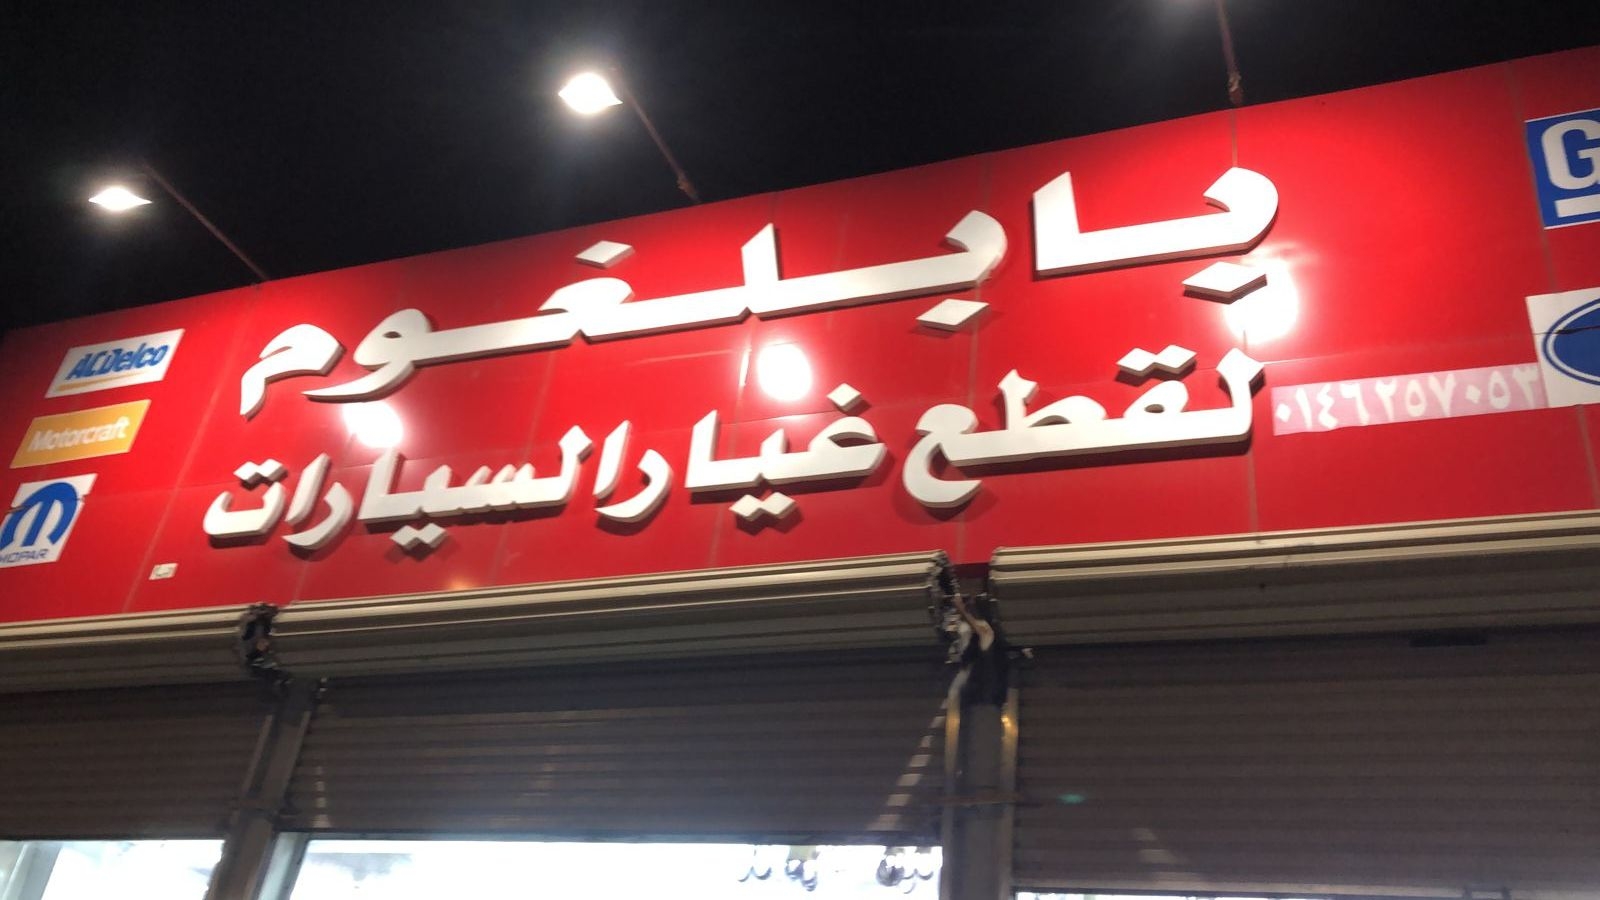 بابلغوم
لقطع غيار السيارات
٠١٤٦٢٥٧٠٥٣
ACDelco
Motorcraft
MOPAR